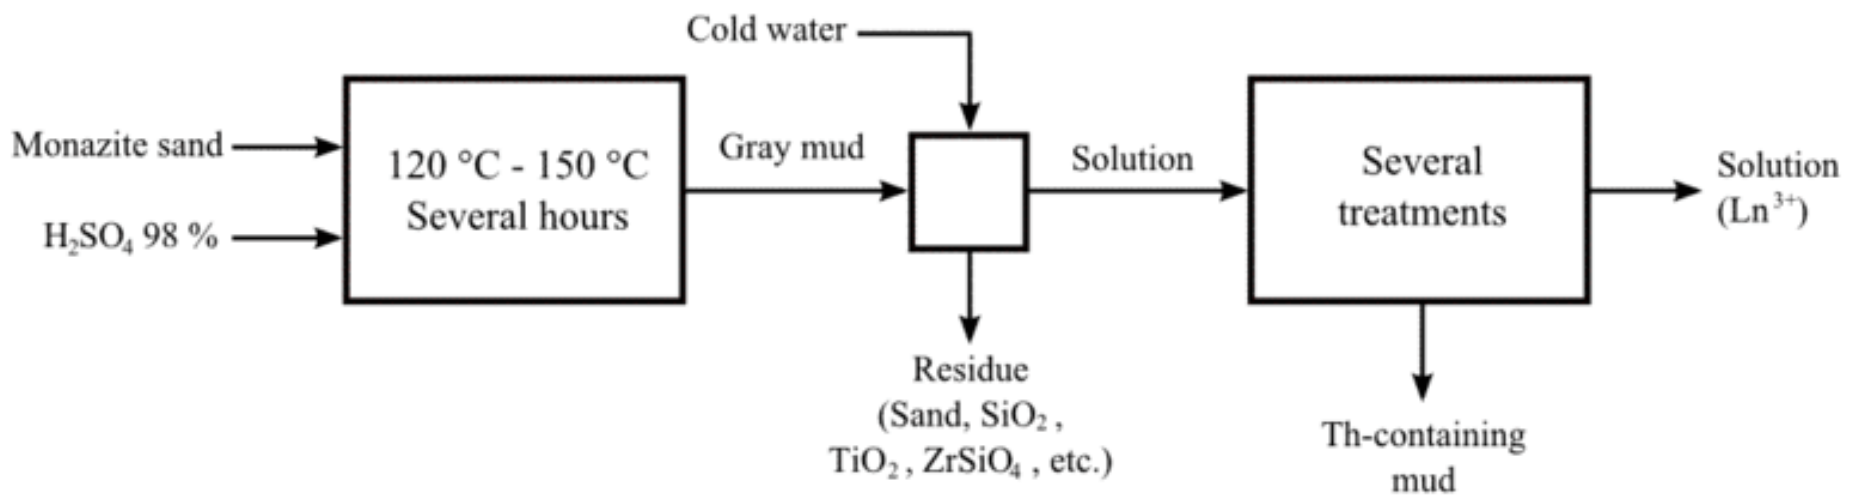 Cold water
Monazite sand
H₂SO₄ 98 %
120 °C - 150 °C
Several hours
Gray mud
Solution
Several
treatments
Solution
(Ln³⁺)
Residue
(Sand, SiO₂ ,
TiO₂ , ZrSiO₄ , etc.)
Th-containing
mud